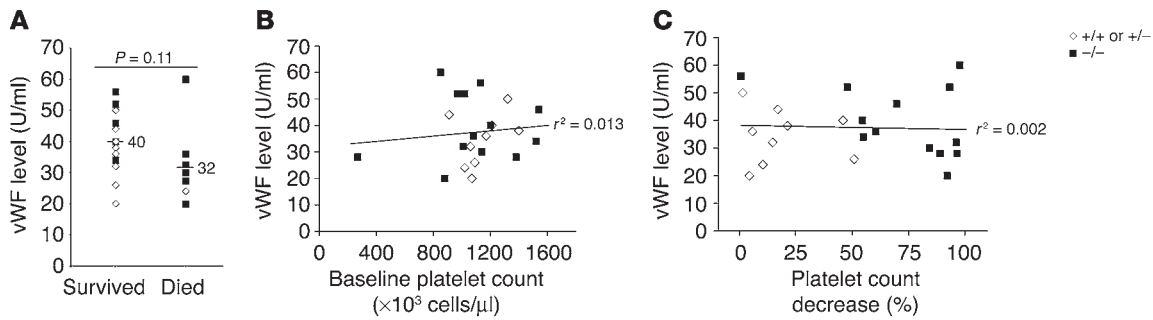 A
vWF level (U/ml)
70
60
50
40
30
20
10
0
P = 0.11
40
32
Survived Died
B
vWF level (U/ml)
70
60
50
40
30
20
10
0
r² = 0.013
0 400 800 1200 1600
Baseline platelet count
(×10³ cells/μl)
C
vWF level (U/ml)
70
60
50
40
30
20
10
0
r² = 0.002
0 25 50 75 100
Platelet count
decrease (%)
+/+ or +/–
–/–